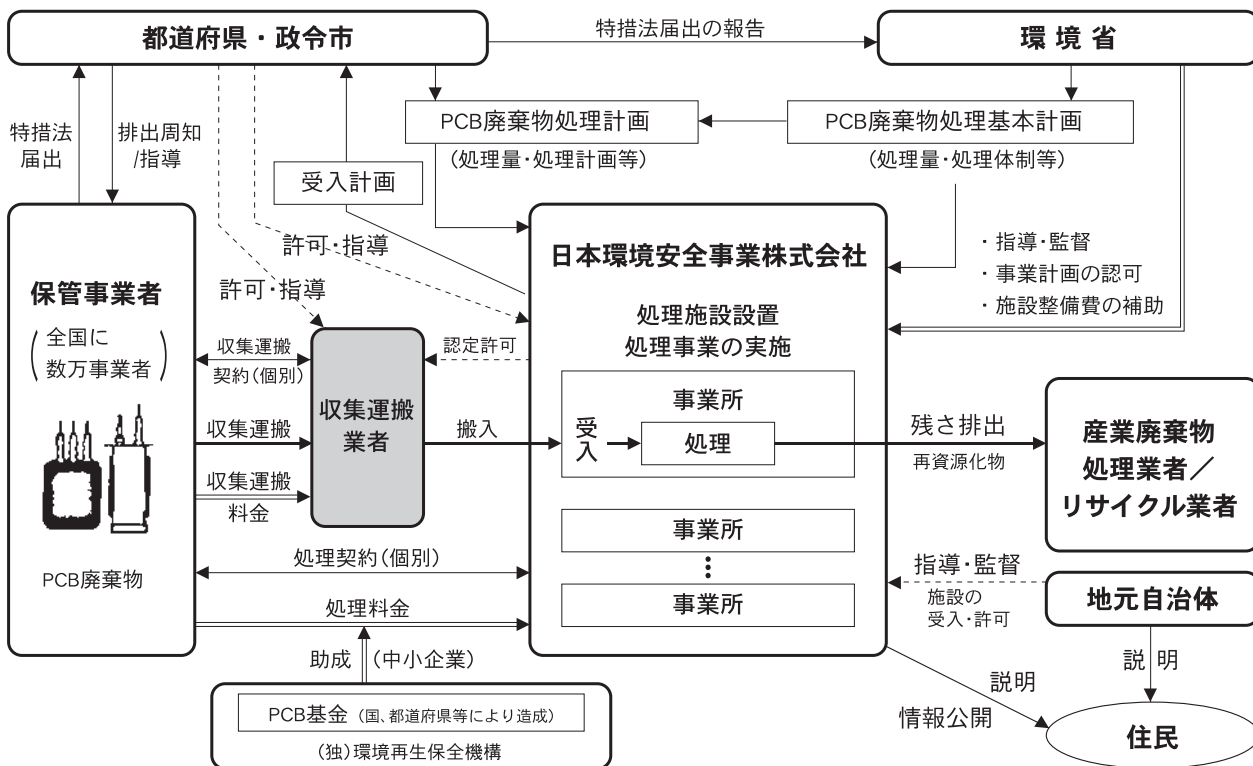 都道府県・政令市
特措法届出の報告
環境省
特措法
届出
排出周知
/指導
PCB廃棄物処理計画
(処理量・処理計画等)
PCB廃棄物処理基本計画
(処理量・処理体制等)
受入計画
許可・指導
許可・指導
・指導・監督
・事業計画の認可
・施設整備費の補助
保管事業者
(全国に
数万事業者)
PCB廃棄物
収集運搬
契約(個別)
収集運搬
収集運搬
料金
収集運搬
業者
認定許可
搬入
日本環境安全事業株式会社
処理施設設置
処理事業の実施
事業所
受入
処理
事業所
⋮
事業所
残さ排出
再資源化物
産業廃棄物
処理業者/
リサイクル業者
処理契約(個別)
処理料金
助成
(中小企業)
PCB基金(国、都道府県等により造成)
(独)環境再生保全機構
指導・監督
施設の
受入・許可
地元自治体
説明
説明
情報公開
住民